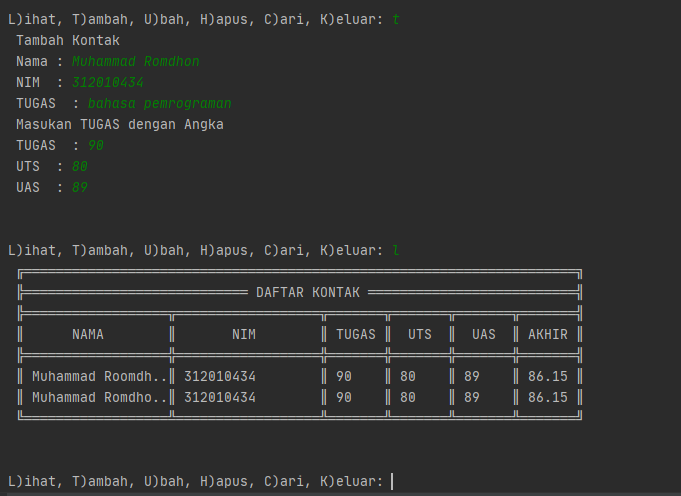 L)ihat, T)ambah, U)bah, H)apus, C)ari, K)eluar: t
Tambah Kontak
Nama : Muhammad Romdhon
NIM : 312010434
TUGAS : bahasa pemrograman
Masukan TUGAS dengan Angka
TUGAS : 90
UTS : 80
UAS : 89
L)ihat, T)ambah, U)bah, H)apus, C)ari, K)eluar: l
DAFTAR KONTAK
NAMA NIM TUGAS UTS UAS AKHIR
Muhammad Roomdh.. 312010434 90 80 89 86.15
Muhammad Romdho.. 312010434 90 80 89 86.15
L)ihat, T)ambah, U)bah, H)apus, C)ari, K)eluar: